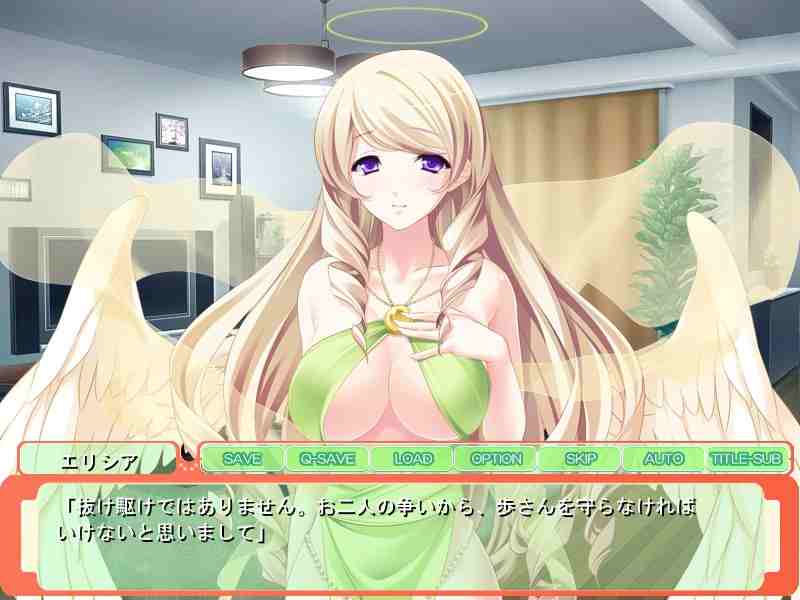 エリシア
SAVE
Q-SAVE
LOAD
OPTION
SKIP
AUTO
TITLE-SUB
「抜け駆けではありません。お二人の争いから、歩さんを守らなければ
いけないと思いまして」